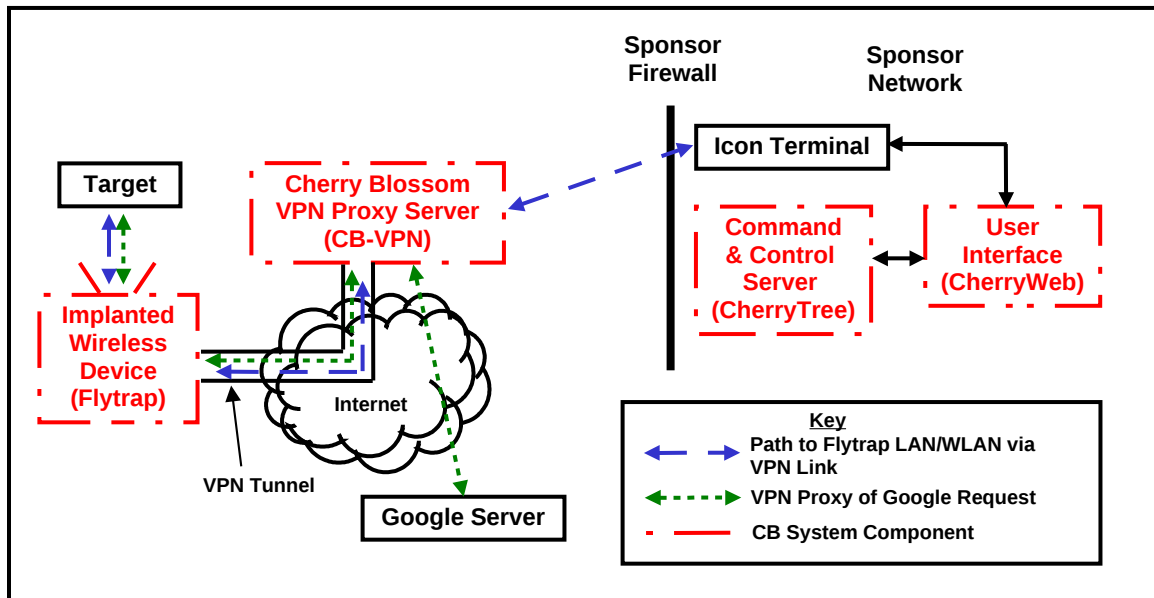 Sponsor
Firewall
Sponsor
Network
Icon Terminal
Target
Cherry Blossom
VPN Proxy Server
(CB-VPN)
Command
& Control
Server
(CherryTree)
User
Interface
(CherryWeb)
Implanted
Wireless
Device
(Flytrap)
Internet
VPN Tunnel
Google Server
Key
Path to Flytrap LAN/WLAN via
VPN Link
VPN Proxy of Google Request
CB System Component